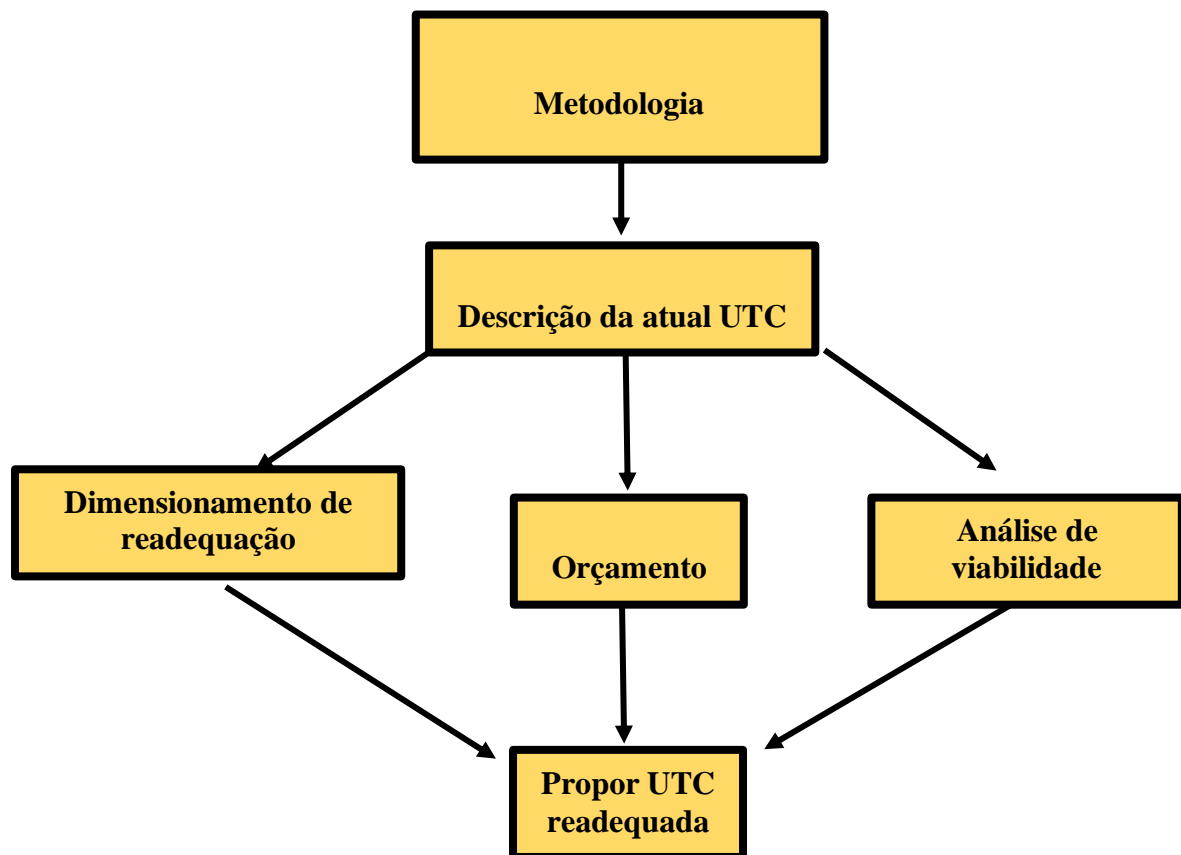 Metodologia
Descrição da atual UTC
Dimensionamento de
readequação
Orçamento
Análise de
viabilidade
Propor UTC
readequada